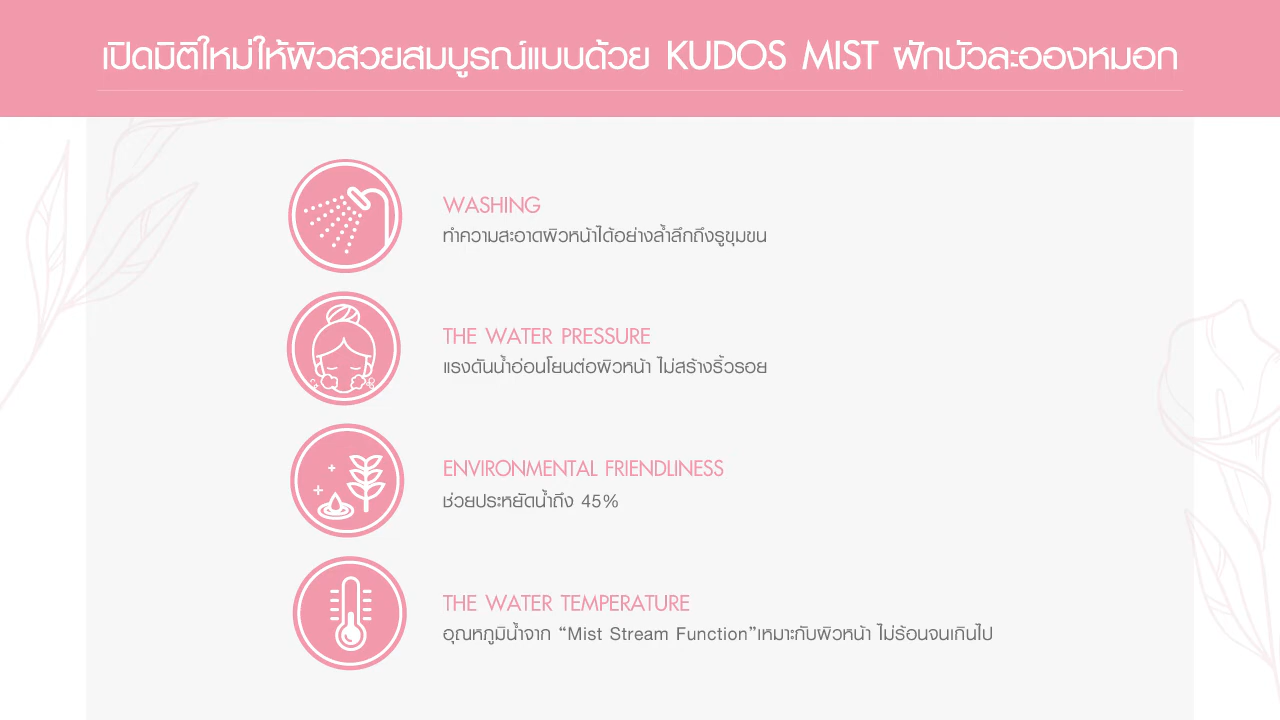 เปิดมิติใหม่ให้ผิวสวยสมบูรณ์แบบด้วย KUDOS MIST ฝักบัวละอองหมอก
WASHING
ทำความสะอาดผิวหน้าได้อย่างล้ำลึกถึงรูขุมขน
THE WATER PRESSURE
แรงดันน้ำอ่อนโยนต่อผิวหน้า ไม่สร้างริ้วรอย
ENVIRONMENTAL FRIENDLINESS
ช่วยประหยัดน้ำถึง 45%
THE WATER TEMPERATURE
อุณหภูมิน้ำจาก “Mist Stream Function”เหมาะกับผิวหน้า ไม่ร้อนจนเกินไป